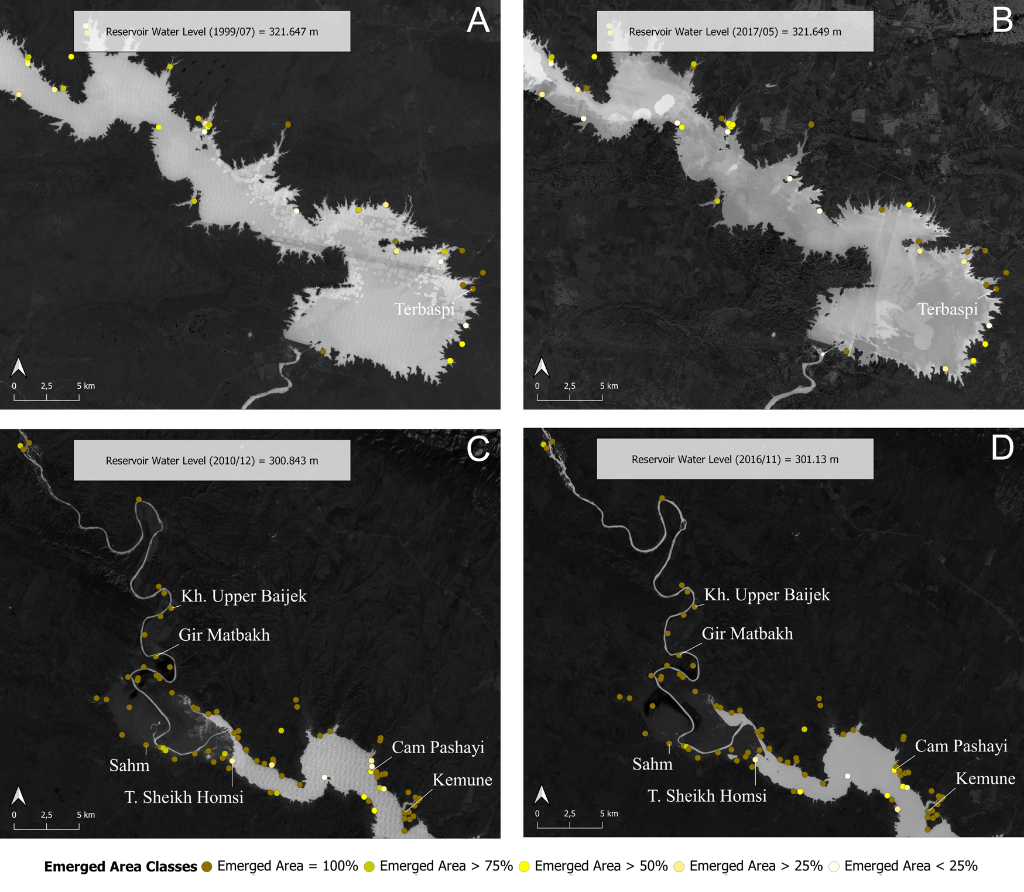 A
Reservoir Water Level (1999/07) = 321.647 m
Terbaspi
0 2,5 5 km
B
Reservoir Water Level (2017/05) = 321.649 m
Terbaspi
0 2,5 5 km
C
Reservoir Water Level (2010/12) = 300.843 m
Kh. Upper Baijek
Gir Matbakh
Cam Pashayi
Sahm
Kemune
T. Sheikh Homsi
0 2,5 5 km
D
Reservoir Water Level (2016/11) = 301.13 m
Kh. Upper Baijek
Gir Matbakh
Cam Pashayi
Sahm
Kemune
T. Sheikh Homsi
0 2,5 5 km
Emerged Area Classes Emerged Area = 100% Emerged Area > 75% Emerged Area > 50% Emerged Area > 25% Emerged Area < 25%